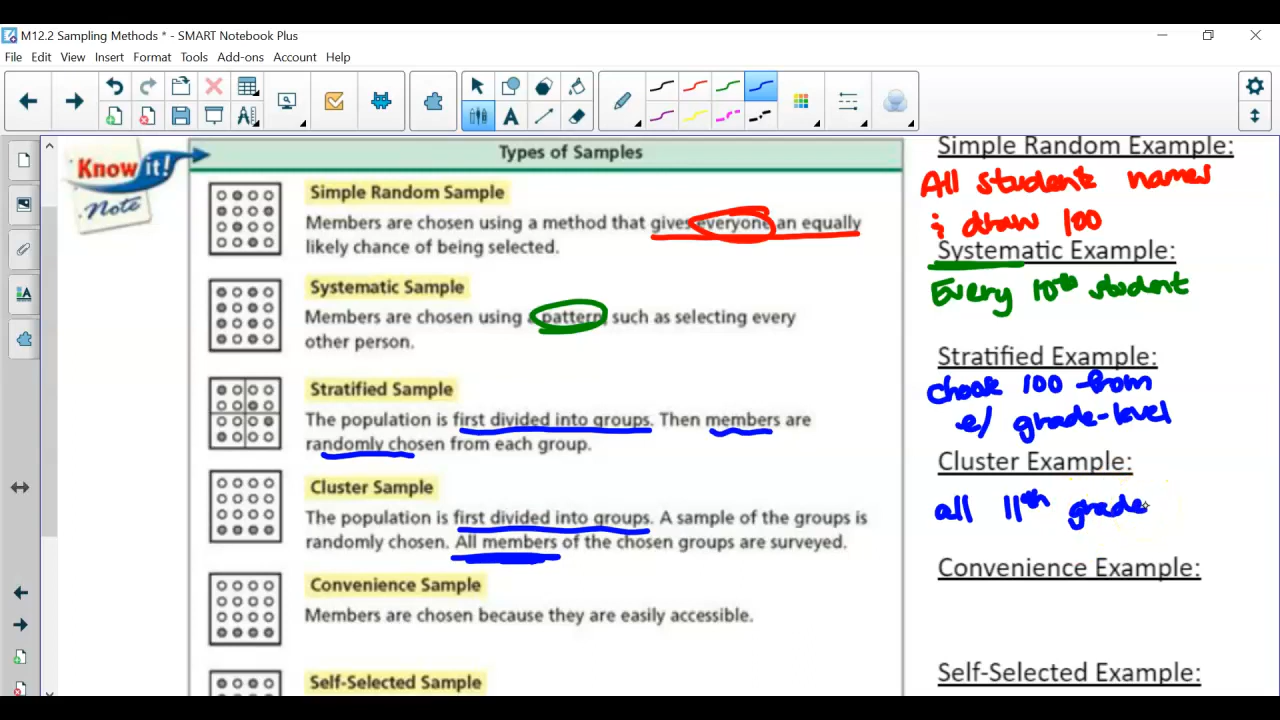 M12.2 Sampling Methods * - SMART Notebook Plus
File Edit View Insert Format Tools Add-ons Account Help
Know it!
Note
Types of Samples
Simple Random Sample
Members are chosen using a method that gives everyone an equally
likely chance of being selected.
Systematic Sample
Members are chosen using a pattern, such as selecting every
other person.
Stratified Sample
The population is first divided into groups. Then members are
randomly chosen from each group.
Cluster Sample
The population is first divided into groups. A sample of the groups is
randomly chosen. All members of the chosen groups are surveyed.
Convenience Sample
Members are chosen because they are easily accessible.
Self-Selected Sample
Simple Random Example:
All student names
& draw 100
Systematic Example:
Every 10th student
Stratified Example:
choose 100 from
e/ grade-level
Cluster Example:
all 11th grade
Convenience Example:
Self-Selected Example: